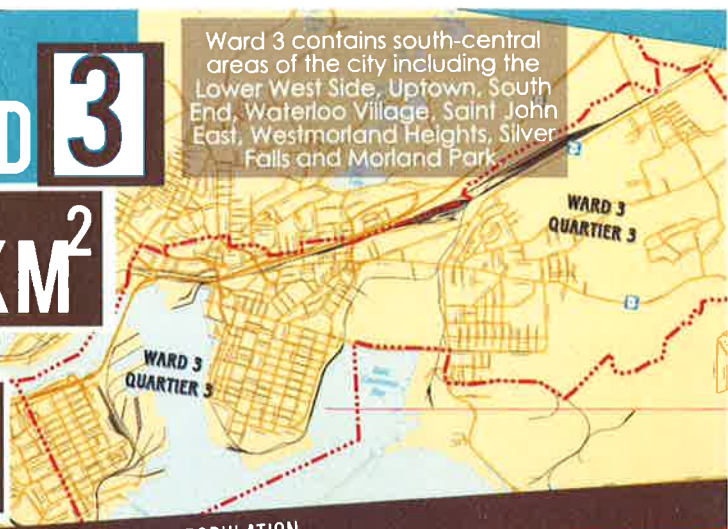 Ward 3 contains south-central
areas of the city including the
Lower West Side, Uptown, South
End, Waterloo Village, Saint John
East, Westmorland Heights, Silver
Falls and Morland Park.
D 3
KM²
WARD 3
QUARTIER 3
WARD 3
QUARTIER 3
POPULATION